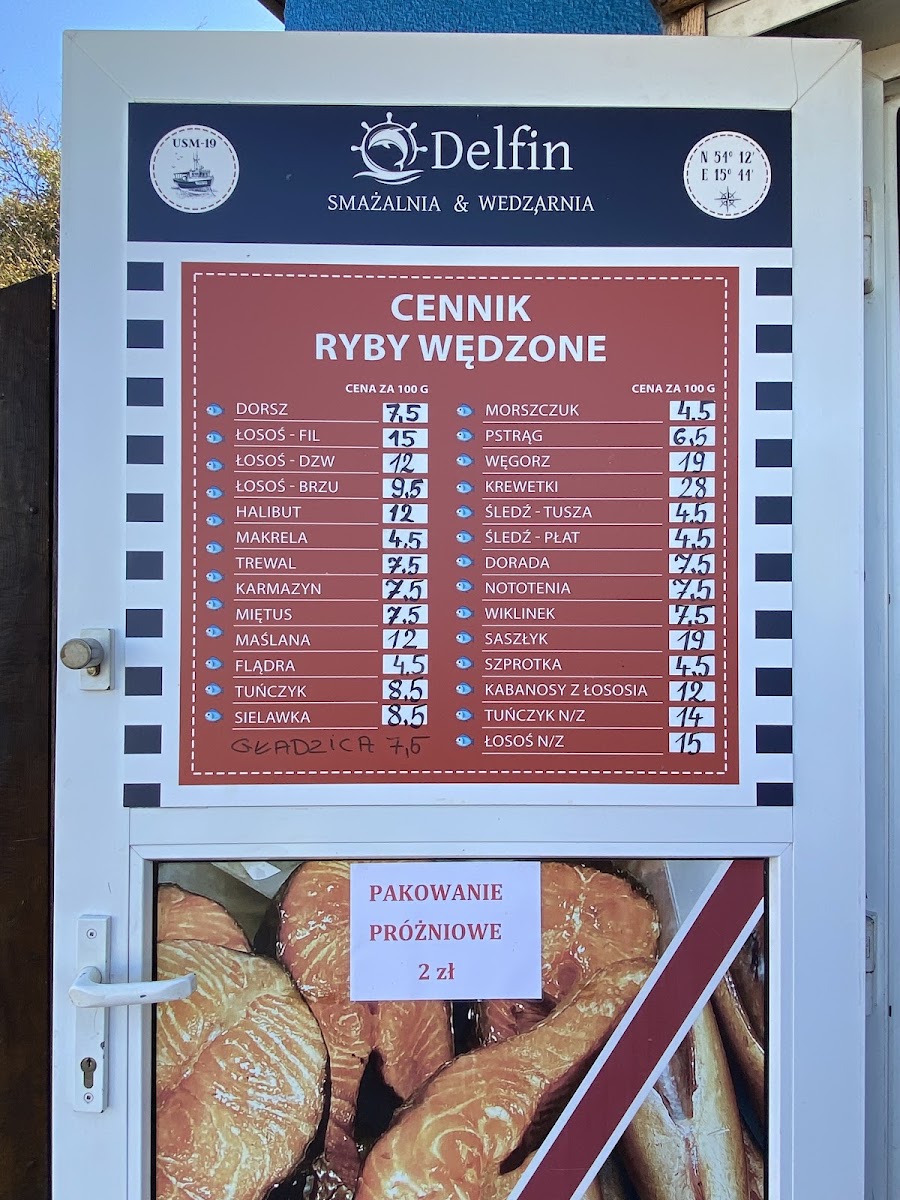 USM-19
Delfin
SMAŻALNIA & WEDZĄRNIA
N 54° 12'
E 15° 41'
CENNIK
RYBY WĘDZONE
CENA ZA 100 G
DORSZ 7,5
ŁOSOŚ - FIL 15
ŁOSOŚ - DZW 12
ŁOSOŚ - BRZU 9,5
HALIBUT 12
MAKRELA 4,5
TREWAL 7,5
KARMAZYN 7,5
MIĘTUS 7,5
MAŚLANA 12
FLĄDRA 4,5
TUŃCZYK 8,5
SIELAWKA 8,5
GŁADZICA 7,5
CENA ZA 100 G
MORSZCZUK 4,5
PSTRĄG 6,5
WĘGORZ 19
KREWETKI 28
ŚLEDŹ - TUSZA 4,5
ŚLEDŹ - PŁAT 4,5
DORADA 7,5
NOTOTENIA 7,5
WIKLINEK 7,5
SASZŁYK 19
SZPROTKA 4,5
KABANOSY Z ŁOSOSIA 12
TUŃCZYK N/Z 14
ŁOSOŚ N/Z 15
PAKOWANIE
PRÓŻNIOWE
2 zł